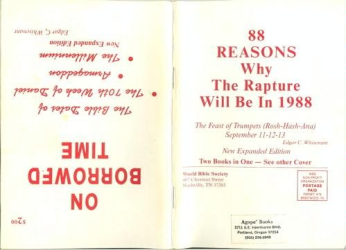 88
REASONS
Why
The Rapture
Will Be In 1988
The Feast of Trumpets (Rosh-Hash-Ana)
September 11-12-13
Edgar C. Whisenant
New Expanded Edition
Two Books in One — See other Cover
World Bible Society
Nashville, TN
NON-PROFIT
ORGANIZATION
POSTAGE
PAID
Agape' Books
Portland, Oregon
ON
BORROWED
TIME
The Bible Dates of
• The 70th Week of Daniel
• Armageddon
• The Millennium
New Expanded Edition
Edgar C. Whisenant